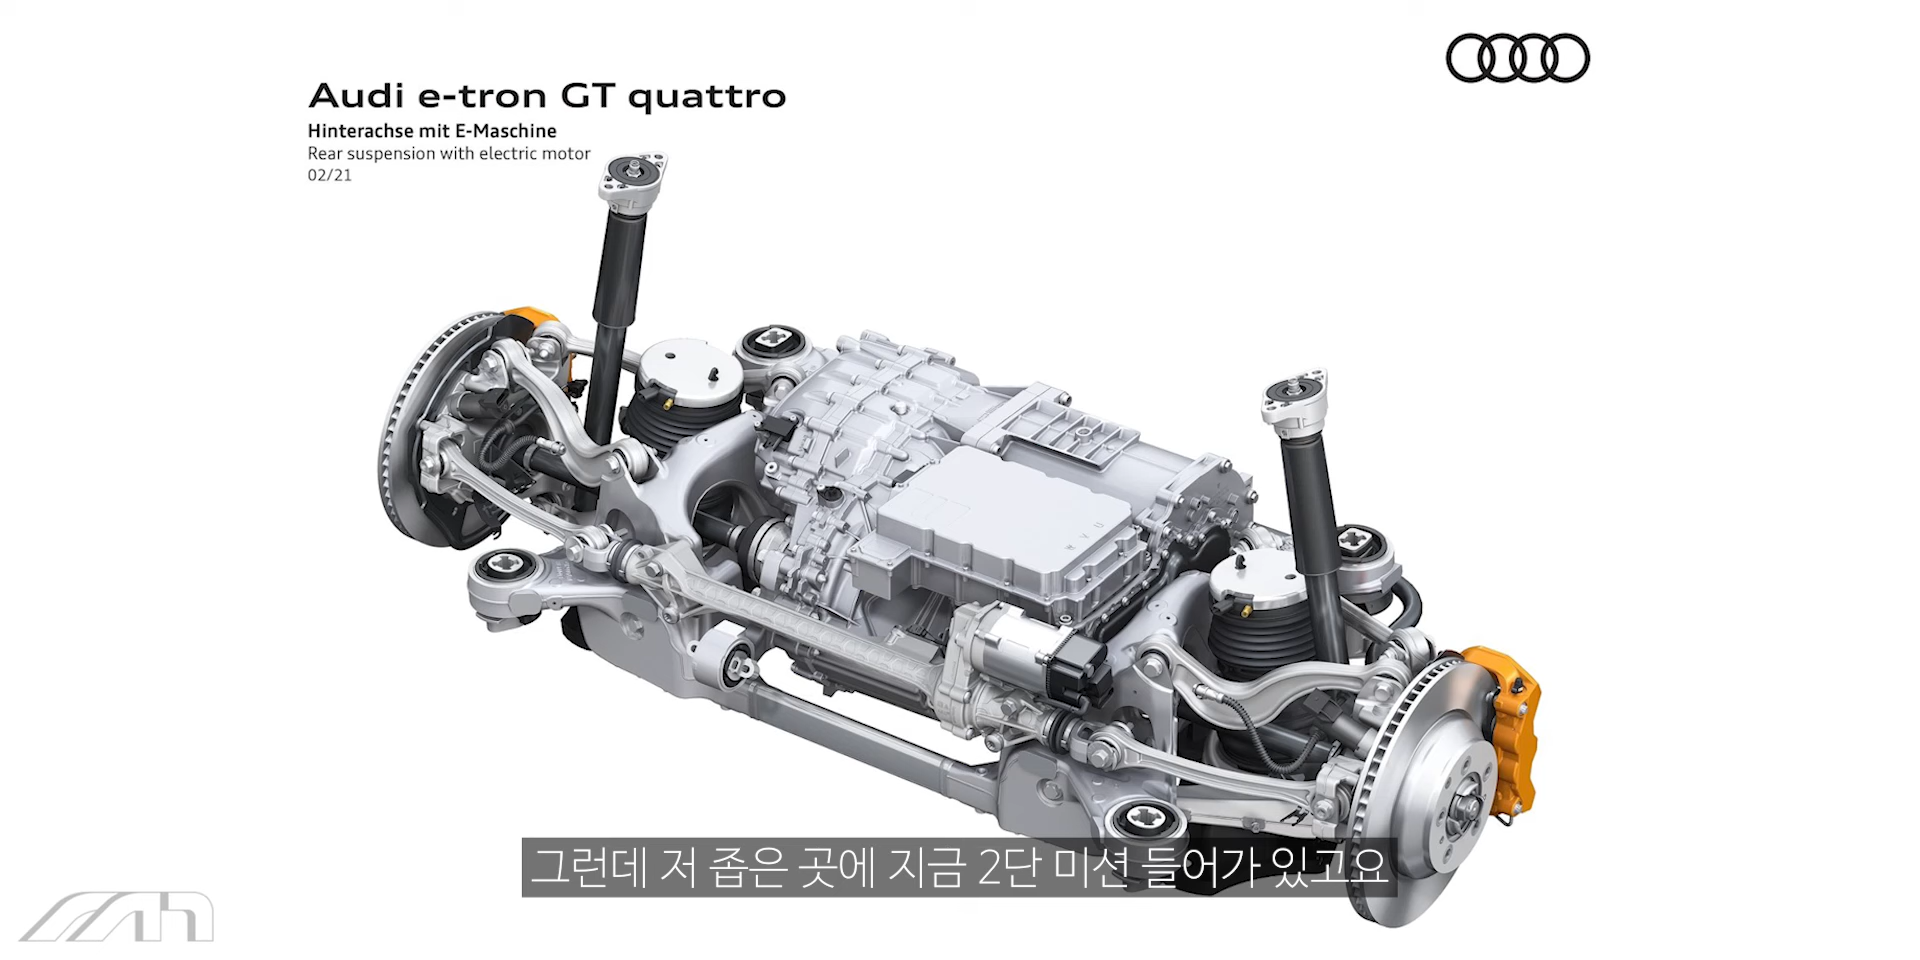 Audi e-tron GT quattro
Hinterachse mit E-Maschine
Rear suspension with electric motor
02/21
그런데 저 좁은 곳에 지금 2단 미션 들어가 있고요